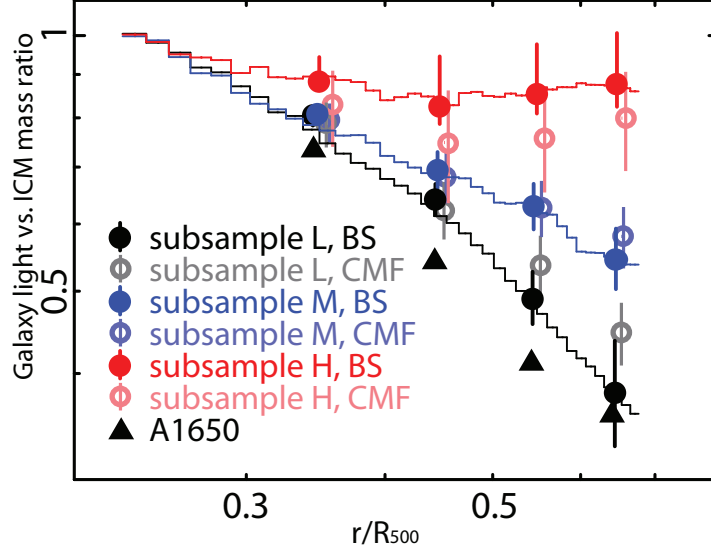 Galaxy light vs. ICM mass ratio
1
0.5
subsample L, BS
subsample L, CMF
subsample M, BS
subsample M, CMF
subsample H, BS
subsample H, CMF
A1650
0.3
0.5
r/R500